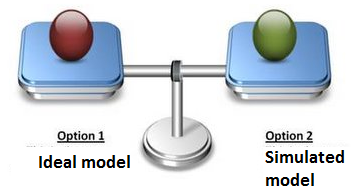 Option 1
Ideal model
Option 2
Simulated
model